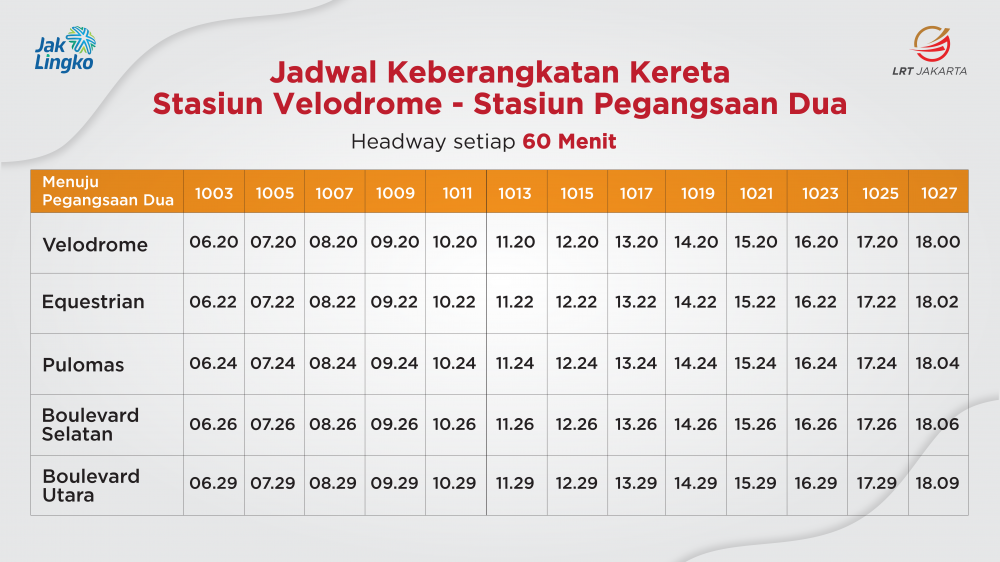 Jak
Lingko
LRT JAKARTA
Jadwal Keberangkatan Kereta
Stasiun Velodrome - Stasiun Pegangsaan Dua
Headway setiap 60 Menit
Menuju
Pegangsaan Dua 1003 1005 1007 1009 1011 1013 1015 1017 1019 1021 1023 1025 1027
Velodrome 06.20 07.20 08.20 09.20 10.20 11.20 12.20 13.20 14.20 15.20 16.20 17.20 18.00
Equestrian 06.22 07.22 08.22 09.22 10.22 11.22 12.22 13.22 14.22 15.22 16.22 17.22 18.02
Pulomas 06.24 07.24 08.24 09.24 10.24 11.24 12.24 13.24 14.24 15.24 16.24 17.24 18.04
Boulevard
Selatan 06.26 07.26 08.26 09.26 10.26 11.26 12.26 13.26 14.26 15.26 16.26 17.26 18.06
Boulevard
Utara 06.29 07.29 08.29 09.29 10.29 11.29 12.29 13.29 14.29 15.29 16.29 17.29 18.09